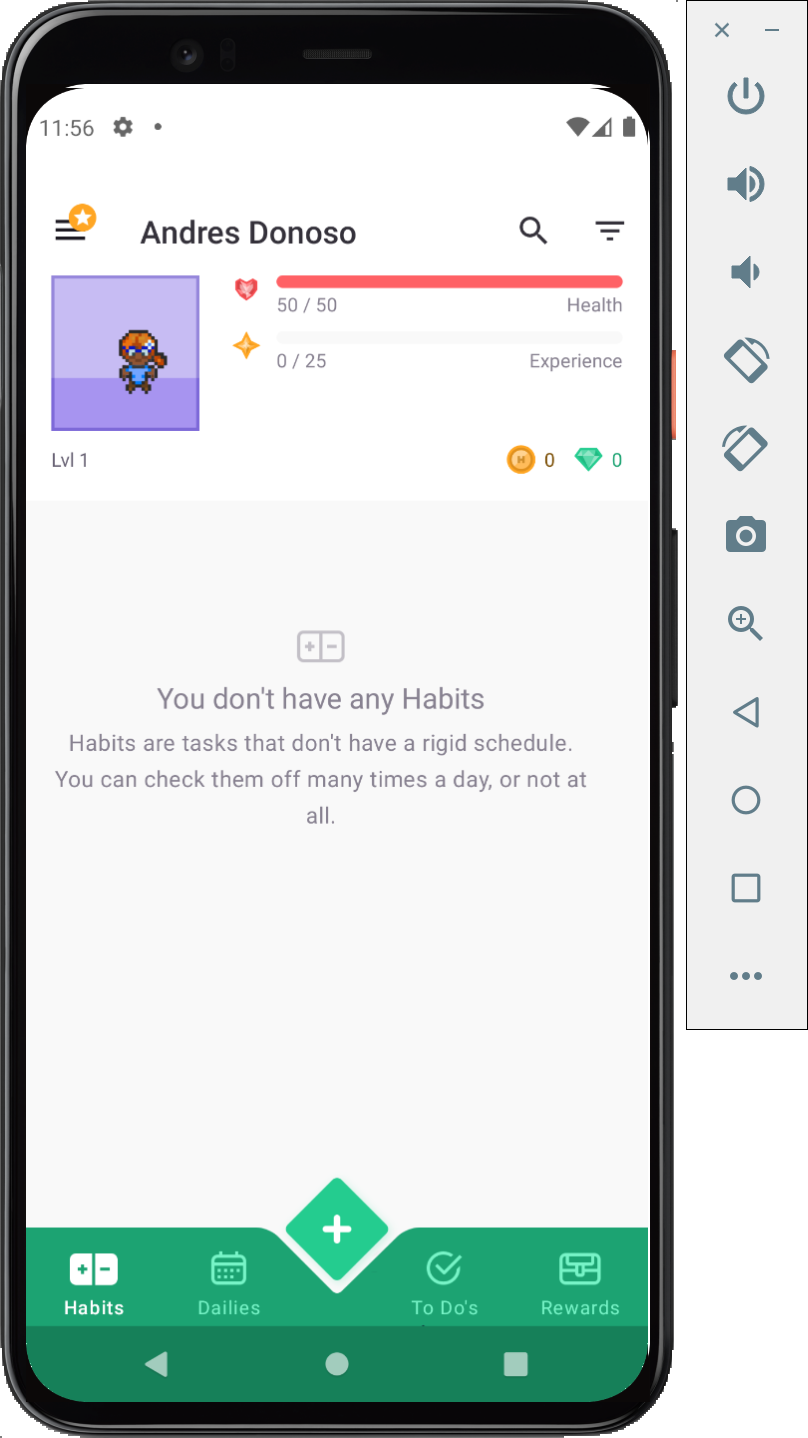 11:56
Andres Donoso
50 / 50 Health
0 / 25 Experience
Lvl 1 0 0
You don't have any Habits
Habits are tasks that don't have a rigid schedule.
You can check them off many times a day, or not at
all.
Habits Dailies To Do's Rewards